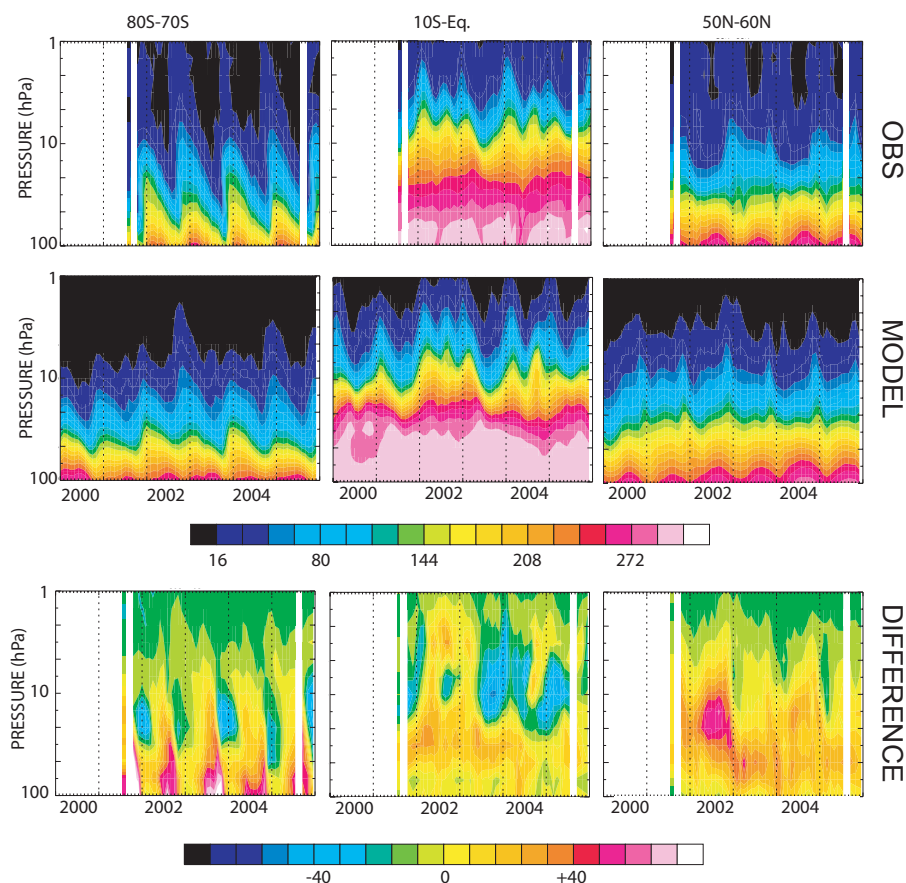 80S-70S 10S-Eq. 50N-60N
1
10
100
PRESSURE (hPa)
OBS
1
10
100
PRESSURE (hPa)
MODEL
2000 2002 2004 2000 2002 2004 2000 2002 2004
16 80 144 208 272
1
10
100
PRESSURE (hPa)
DIFFERENCE
2000 2002 2004 2000 2002 2004 2000 2002 2004
-40 0 +40